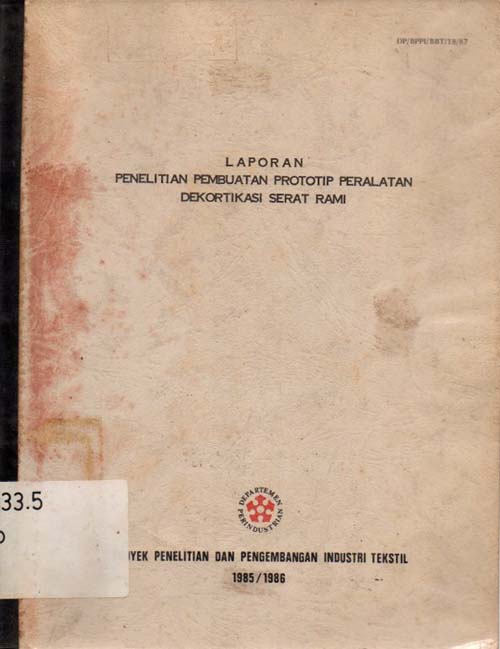 DP/BPPI/BBT/19/87
LAPORAN
PENELITIAN PEMBUATAN PROTOTIP PERALATAN
DEKORTIKASI SERAT RAMI
33.5
DEPARTEMEN
PERINDUSTRIAN
YEK PENELITIAN DAN PENGEMBANGAN INDUSTRI TEKSTIL
1985/1986